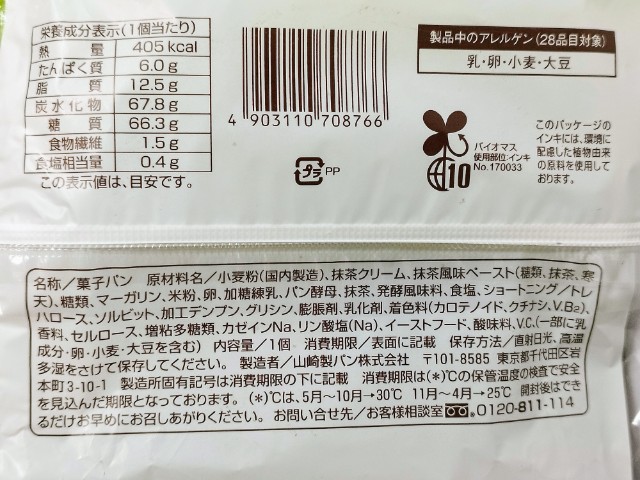 栄養成分表示(1個当たり)
熱量 405kcal
たんぱく質 6.0g
脂質 12.5g
炭水化物 67.8g
糖質 66.3g
食物繊維 1.5g
食塩相当量 0.4g
この表示値は、目安です。
4 903110 708766
プラ PP
製品中のアレルゲン(28品目対象)
乳・卵・小麦・大豆
10
バイオマス
使用部位:インキ
No.170033
このパッケージの
インキには、環境に
配慮した植物由来
の原料を使用して
おります。
名称/菓子パン 原材料名/小麦粉(国内製造)、抹茶クリーム、抹茶風味ペースト(糖類、抹茶、寒
天)、糖類、マーガリン、米粉、卵、加糖練乳、パン酵母、抹茶、発酵風味料、食塩、ショートニング/トレ
ハロース、ソルビット、加工デンプン、グリシン、膨脹剤、乳化剤、着色料(カロテノイド、クチナシ、V.B₂)、
香料、セルロース、増粘多糖類、カゼインNa、リン酸塩(Na)、イーストフード、酸味料、V.C、(一部に乳
成分・卵・小麦・大豆を含む) 内容量/1個 消費期限/表面に記載 保存方法/直射日光、高温
多湿をさけて保存してください。 製造者/山崎製パン株式会社 〒101-8585 東京都千代田区岩
本町3-10-1 製造所固有記号は消費期限の下に記載 消費期限は(*)℃の保管温度の検査で安全
を見込んだ期限となっております。(*)℃は、5月～10月→30℃ 11月～4月→25℃ 開封後はでき
るだけお早めにお召しあがりください。 お問い合せ先/お客様相談室 0120-811-114